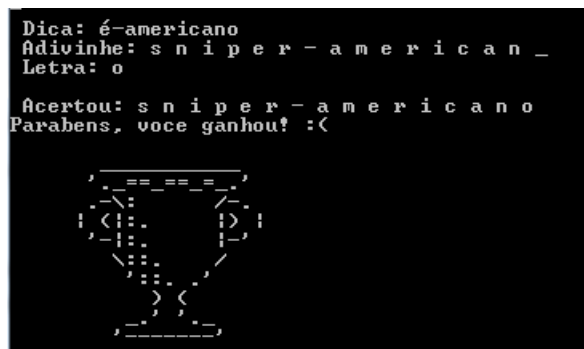 Dica: é-americano
Adivinhe: s n i p e r - a m e r i c a n _
Letra: o
Acertou: s n i p e r - a m e r i c a n o
Parabens, voce ganhou! :(